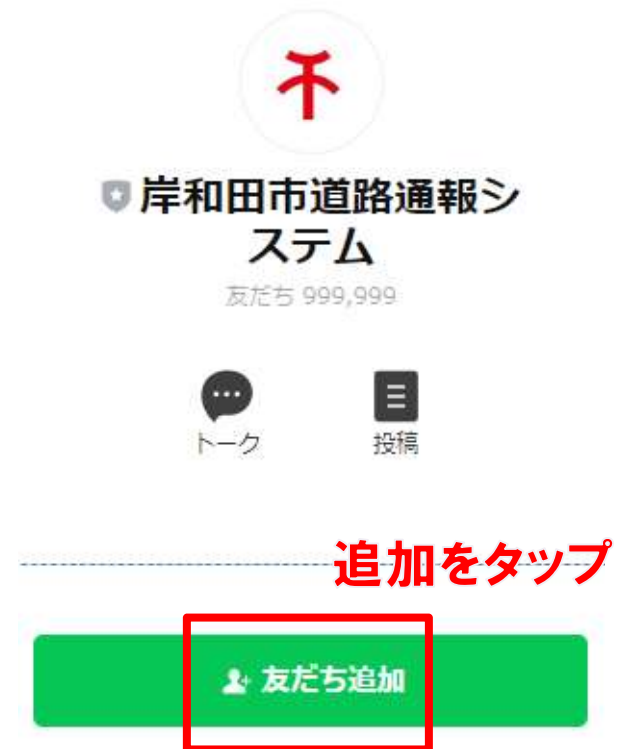 岸和田市道路通報シ
ステム
友だち 999,999
トーク 投稿
追加をタップ
友だち追加